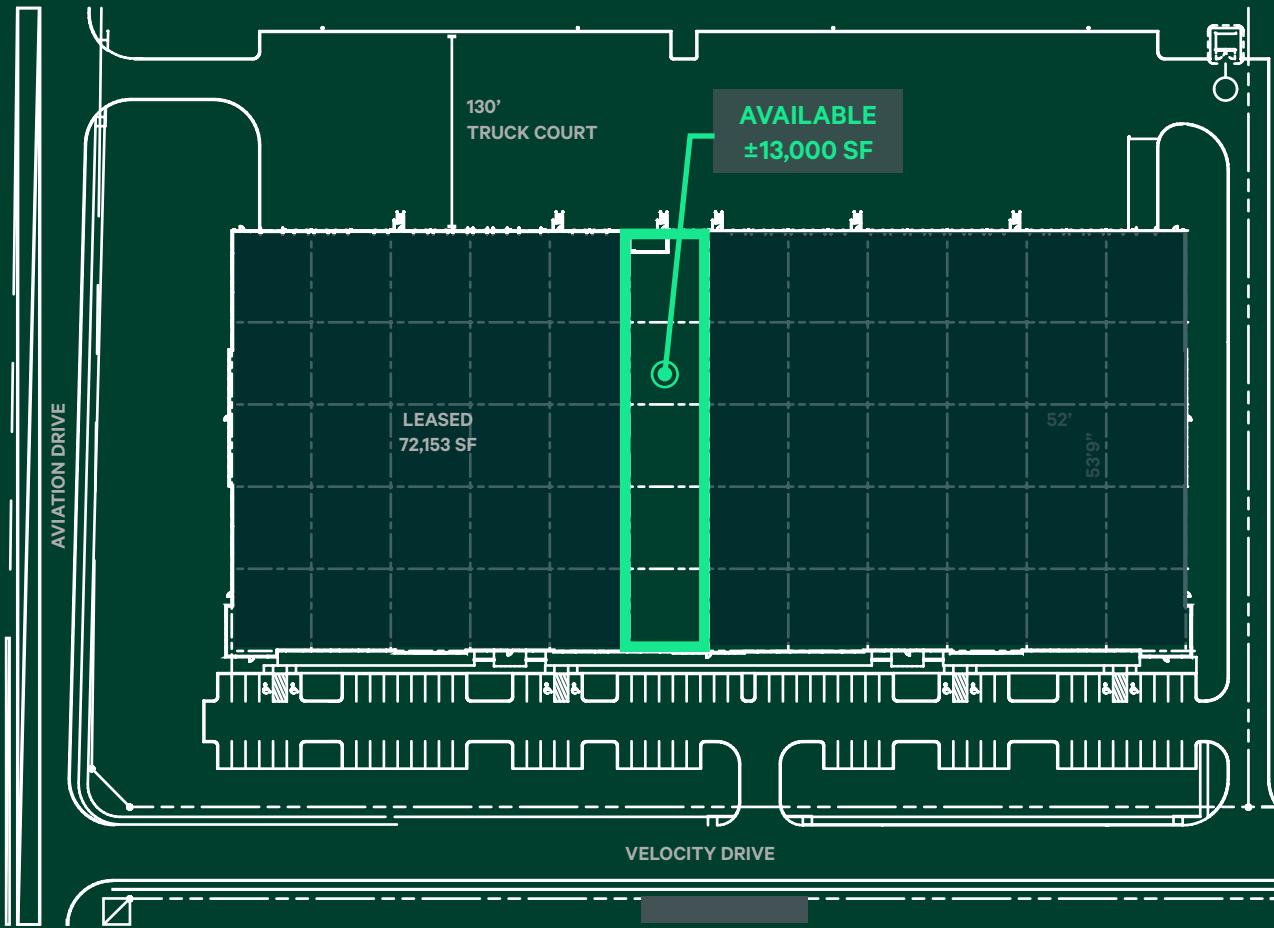 130’
TRUCK COURT
AVAILABLE
±13,000 SF
LEASED
72,153 SF
52’
53’9”
AVIATION DRIVE
VELOCITY DRIVE